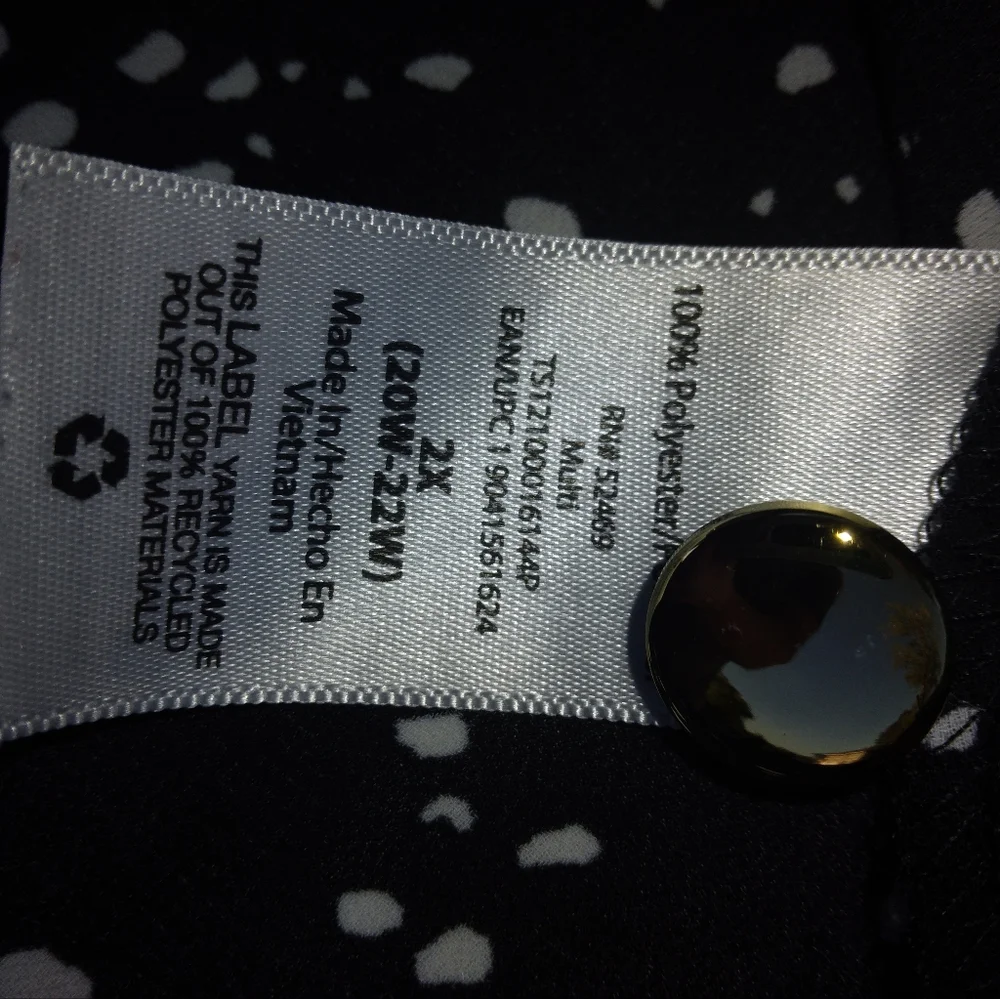 100% Polyester/
RN# 52469
Multi
TS12100016144P
EAN/UPC 1 9041561624
2X
(20W-22W)
Made In/Hecho En
Vietnam
THIS LABEL YARN IS MADE
OUT OF 100% RECYCLED
POLYESTER MATERIALS